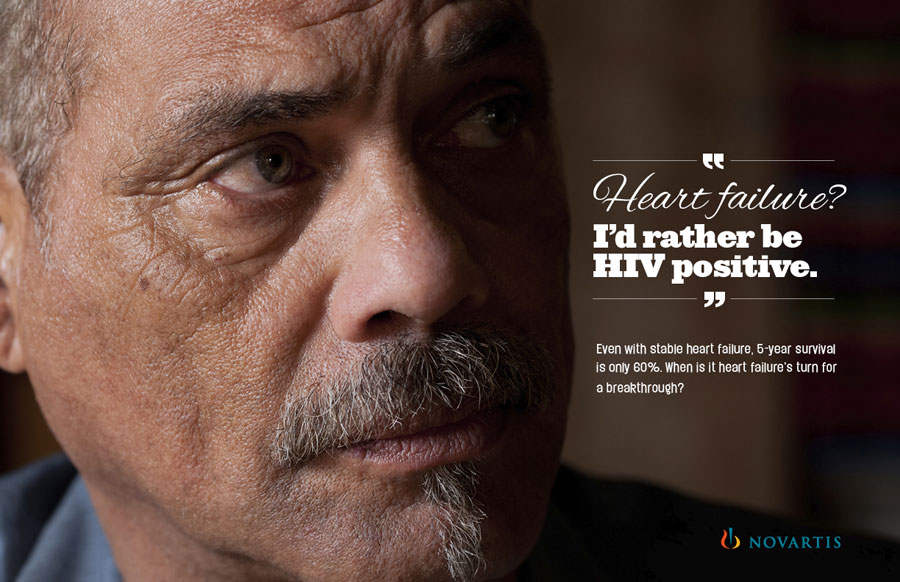 “
Heart failure?
I’d rather be
HIV positive.
”
Even with stable heart failure, 5-year survival
is only 60%. When is it heart failure’s turn for
a breakthrough?
NOVARTIS